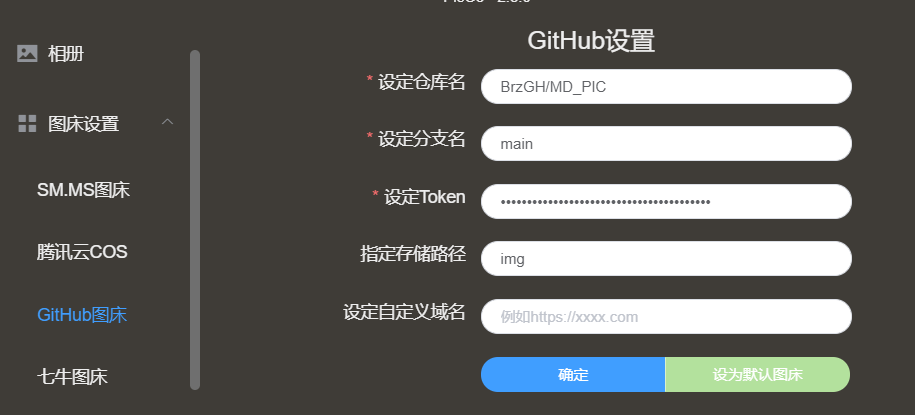 GitHub设置
相册
图床设置
SM.MS图床
腾讯云COS
GitHub图床
七牛图床
* 设定仓库名
BrzGH/MD_PIC
* 设定分支名
main
* 设定Token
••••••••••••••••••••••••••••••••••••••••
指定存储路径
img
设定自定义域名
例如https://xxxx.com
确定
设为默认图床